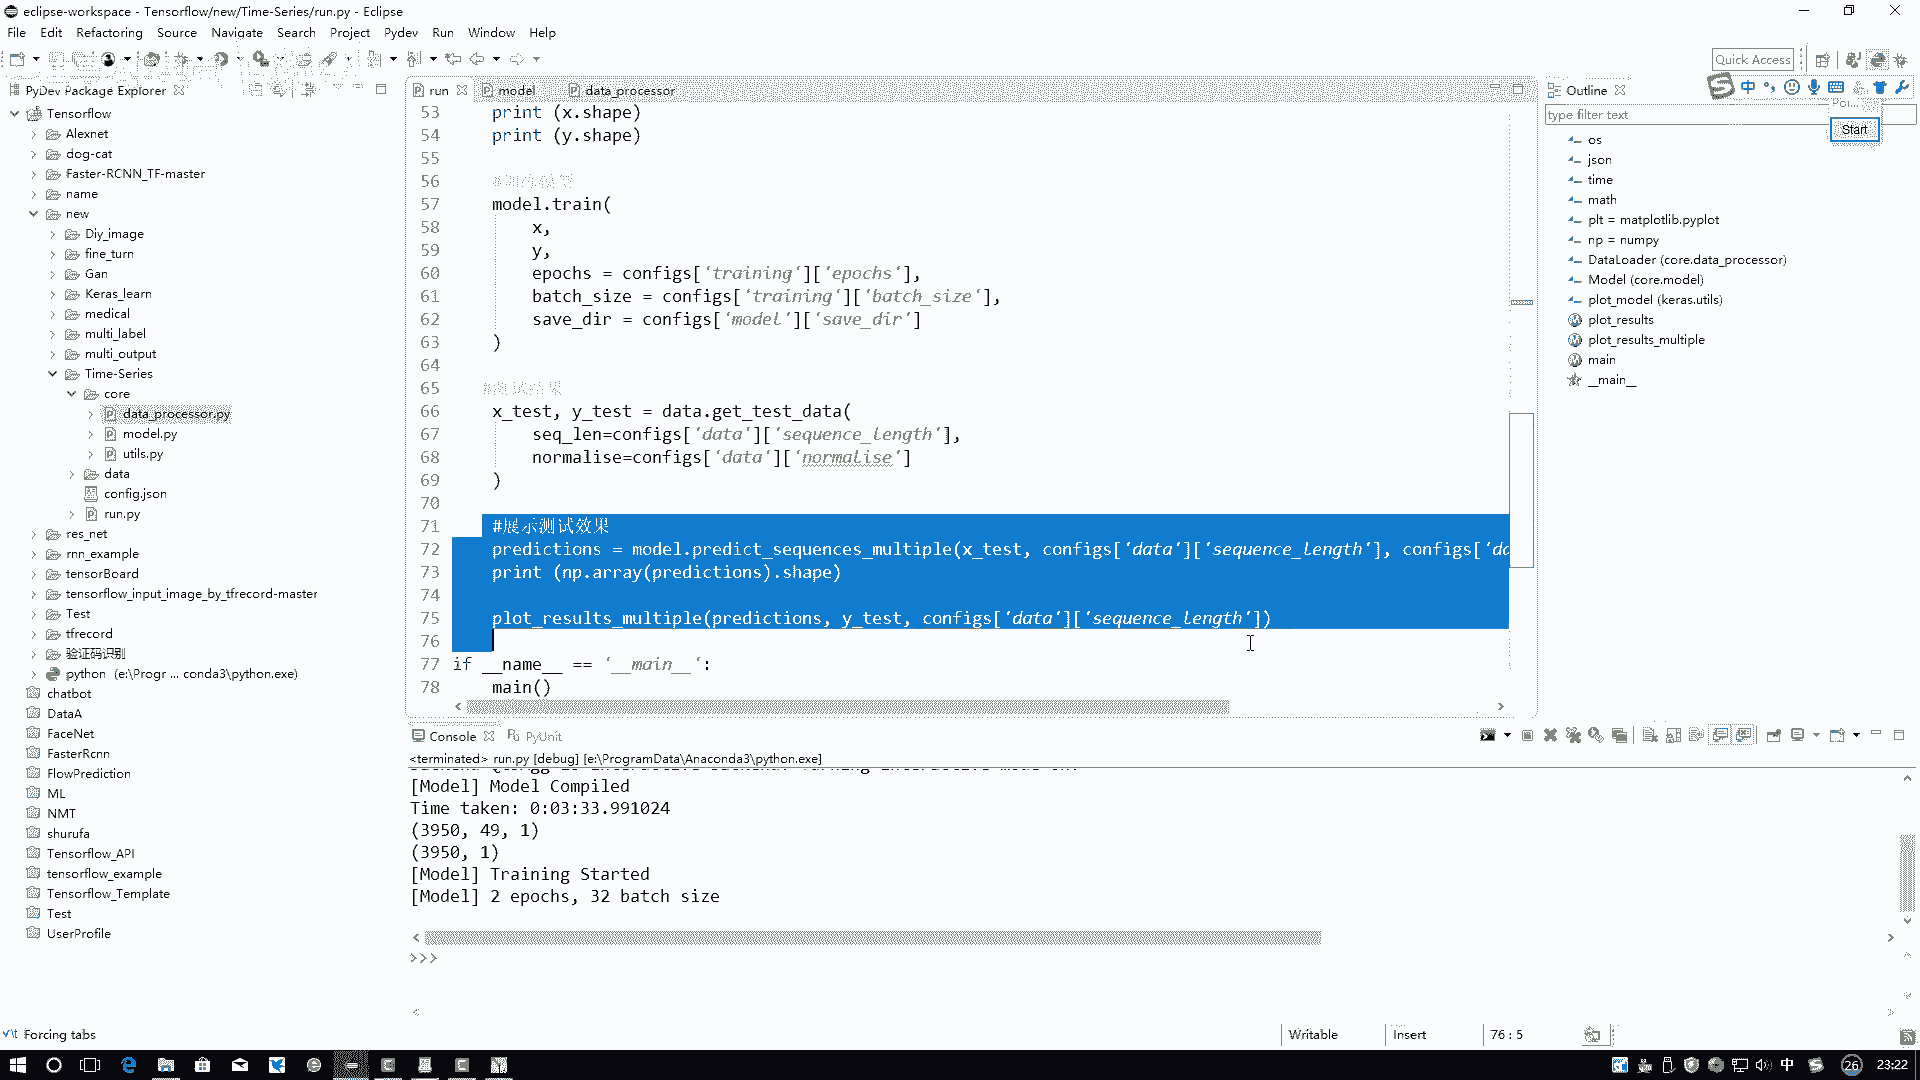 eclipse-workspace - Tensorflow/new/Time-Series/run.py - Eclipse
File Edit Refactoring Source Navigate Search Project Pydev Run Window Help
Quick Access
PyDev Package Explorer
Tensorflow
Alexnet
dog-cat
Faster-RCNN_TF-master
name
new
Diy_image
fine_turn
Gan
Keras_learn
medical
multi_label
multi_output
Time-Series
core
data_processor.py
model.py
utils.py
data
config.json
run.py
res_net
rnn_example
tensorBoard
tensorflow_input_image_by_tfrecord-master
Test
tfrecord
验证码识别
python (e:\Progr ... conda3\python.exe)
chatbot
DataA
FaceNet
FasterRcnn
FlowPrediction
ML
NMT
shurufa
Tensorflow_API
tensorflow_example
Tensorflow_Template
Test
UserProfile
run model data_processor
53 print (x.shape)
54 print (y.shape)
55
56
57 model.train(
58 x,
59 y,
60 epochs = configs['training']['epochs'],
61 batch_size = configs['training']['batch_size'],
62 save_dir = configs['model']['save_dir']
63 )
64
65
66 x_test, y_test = data.get_test_data(
67 seq_len=configs['data']['sequence_length'],
68 normalise=configs['data']['normalise']
69 )
70
71 #展示测试效果
72 predictions = model.predict_sequences_multiple(x_test, configs['data']['sequence_length'], configs['da
73 print (np.array(predictions).shape)
74
75 plot_results_multiple(predictions, y_test, configs['data']['sequence_length'])
76
77 if __name__ == '__main__':
78 main()
Outline
type filter text
Start
os
json
time
math
plt = matplotlib.pyplot
np = numpy
DataLoader (core.data_processor)
Model (core.model)
plot_model (keras.utils)
plot_results
plot_results_multiple
main
__main__
中
Console PyUnit
<terminated> run.py [debug] [e:\ProgramData\Anaconda3\python.exe]
[Model] Model Compiled
Time taken: 0:03:33.991024
(3950, 49, 1)
(3950, 1)
[Model] Training Started
[Model] 2 epochs, 32 batch size
>>>
Forcing tabs Writable Insert 76 : 5
中 26 23:22